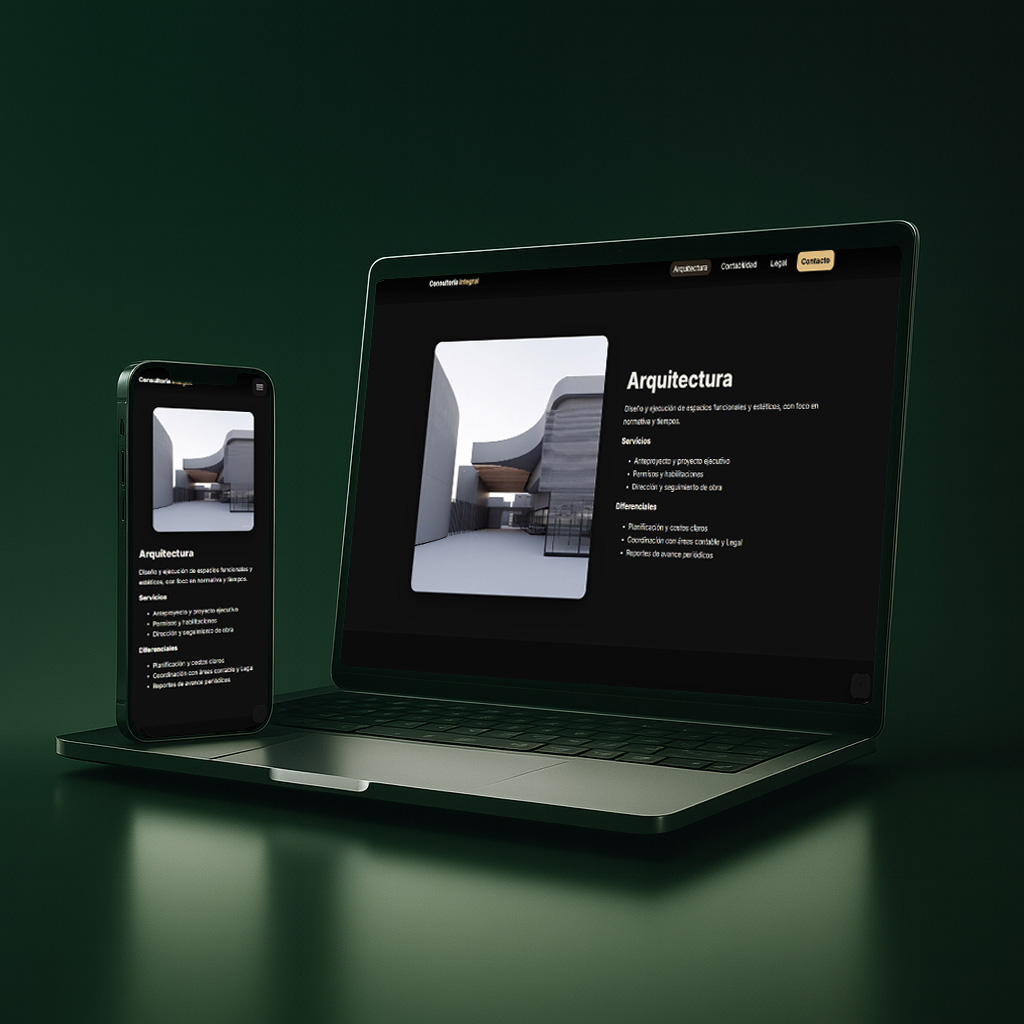 Consultoría Integral
Arquitectura
Contabilidad
Legal
Contacto
Arquitectura
Diseño y ejecución de espacios funcionales y estéticos, con foco en
normativa y tiempos.
Servicios
• Anteproyecto y proyecto ejecutivo
• Permisos y habilitaciones
• Dirección y seguimiento de obra
Diferenciales
• Planificación y costos claros
• Coordinación con áreas contable y Legal
• Reportes de avance periódicos
Consultoría
Arquitectura
Diseño y ejecución de espacios funcionales y
estéticos, con foco en normativa y tiempos.
Servicios
• Anteproyecto y proyecto ejecutivo
• Permisos y habilitaciones
• Dirección y seguimiento de obra
Diferenciales
• Planificación y costos claros
• Coordinación con áreas contable y Lega
• Reportes de avance periódicos